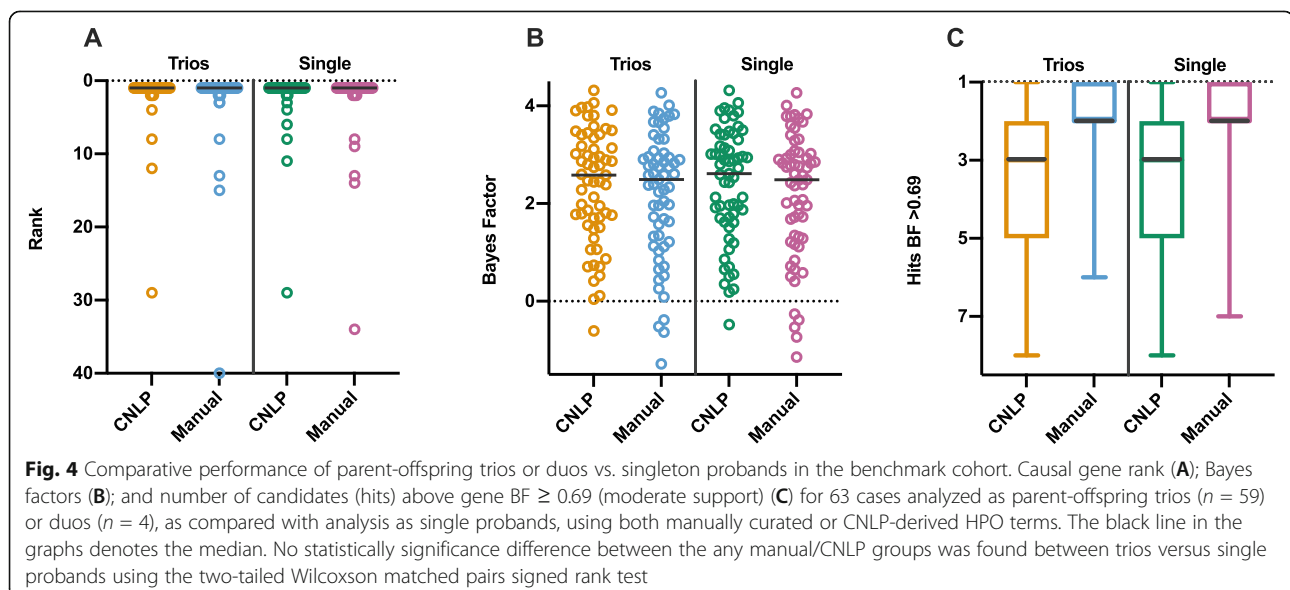 A
Trios Single
0
10
20
30
40
Rank
CNLP
Manual
CNLP
Manual
B
Trios Single
4
2
0
Bayes Factor
CNLP
Manual
CNLP
Manual
C
Trios Single
1
3
5
7
Hits BF >0.69
CNLP
Manual
CNLP
Manual
Fig. 4 Comparative performance of parent-offspring trios or duos vs. singleton probands in the benchmark cohort. Causal gene rank (A); Bayes
factors (B); and number of candidates (hits) above gene BF ≥ 0.69 (moderate support) (C) for 63 cases analyzed as parent-offspring trios (n = 59)
or duos (n = 4), as compared with analysis as single probands, using both manually curated or CNLP-derived HPO terms. The black line in the
graphs denotes the median. No statistically significance difference between the any manual/CNLP groups was found between trios versus single
probands using the two-tailed Wilcoxson matched pairs signed rank test